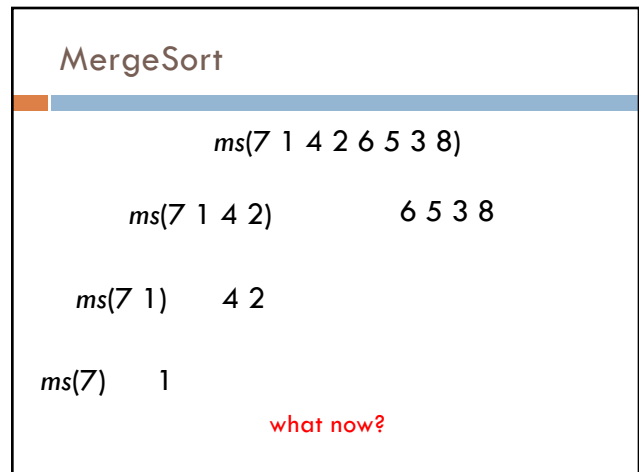 MergeSort
ms(7 1 4 2 6 5 3 8)
ms(7 1 4 2) 6 5 3 8
ms(7 1) 4 2
ms(7) 1
what now?